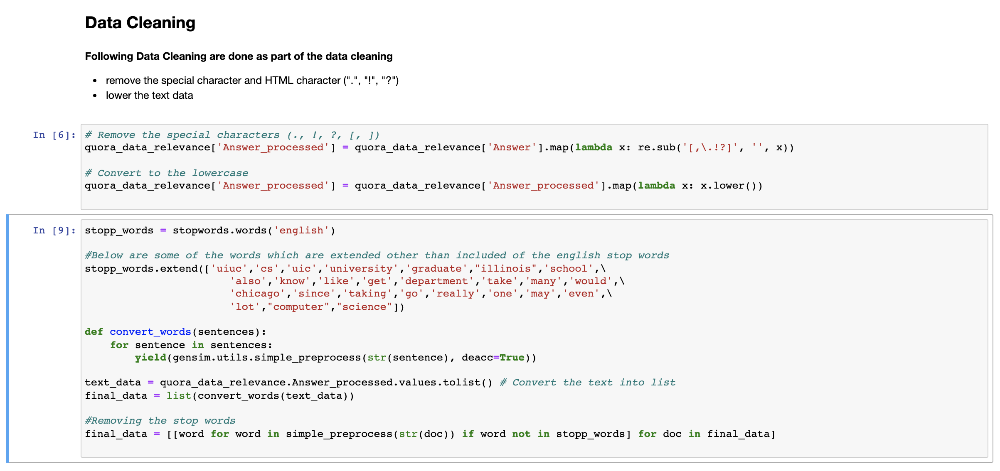 Data Cleaning
Following Data Cleaning are done as part of the data cleaning
• remove the special character and HTML character (".", "!", "?")
• lower the text data
In [6]: # Remove the special characters (., !, ?, [, ])
quora_data_relevance['Answer_processed'] = quora_data_relevance['Answer'].map(lambda x: re.sub('[,\.!?]', '', x))
# Convert to the lowercase
quora_data_relevance['Answer_processed'] = quora_data_relevance['Answer_processed'].map(lambda x: x.lower())
In [9]: stopp_words = stopwords.words('english')
#Below are some of the words which are extended other than included of the english stop words
stopp_words.extend(['uiuc','cs','uic','university','graduate',"illinois",'school',\
'also','know','like','get','department','take','many','would',\
'chicago','since','taking','go','really','one','may','even',\
'lot',"computer","science"])
def convert_words(sentences):
    for sentence in sentences:
        yield(gensim.utils.simple_preprocess(str(sentence), deacc=True))
text_data = quora_data_relevance.Answer_processed.values.tolist() # Convert the text into list
final_data = list(convert_words(text_data))
#Removing the stop words
final_data = [[word for word in simple_preprocess(str(doc)) if word not in stopp_words] for doc in final_data]